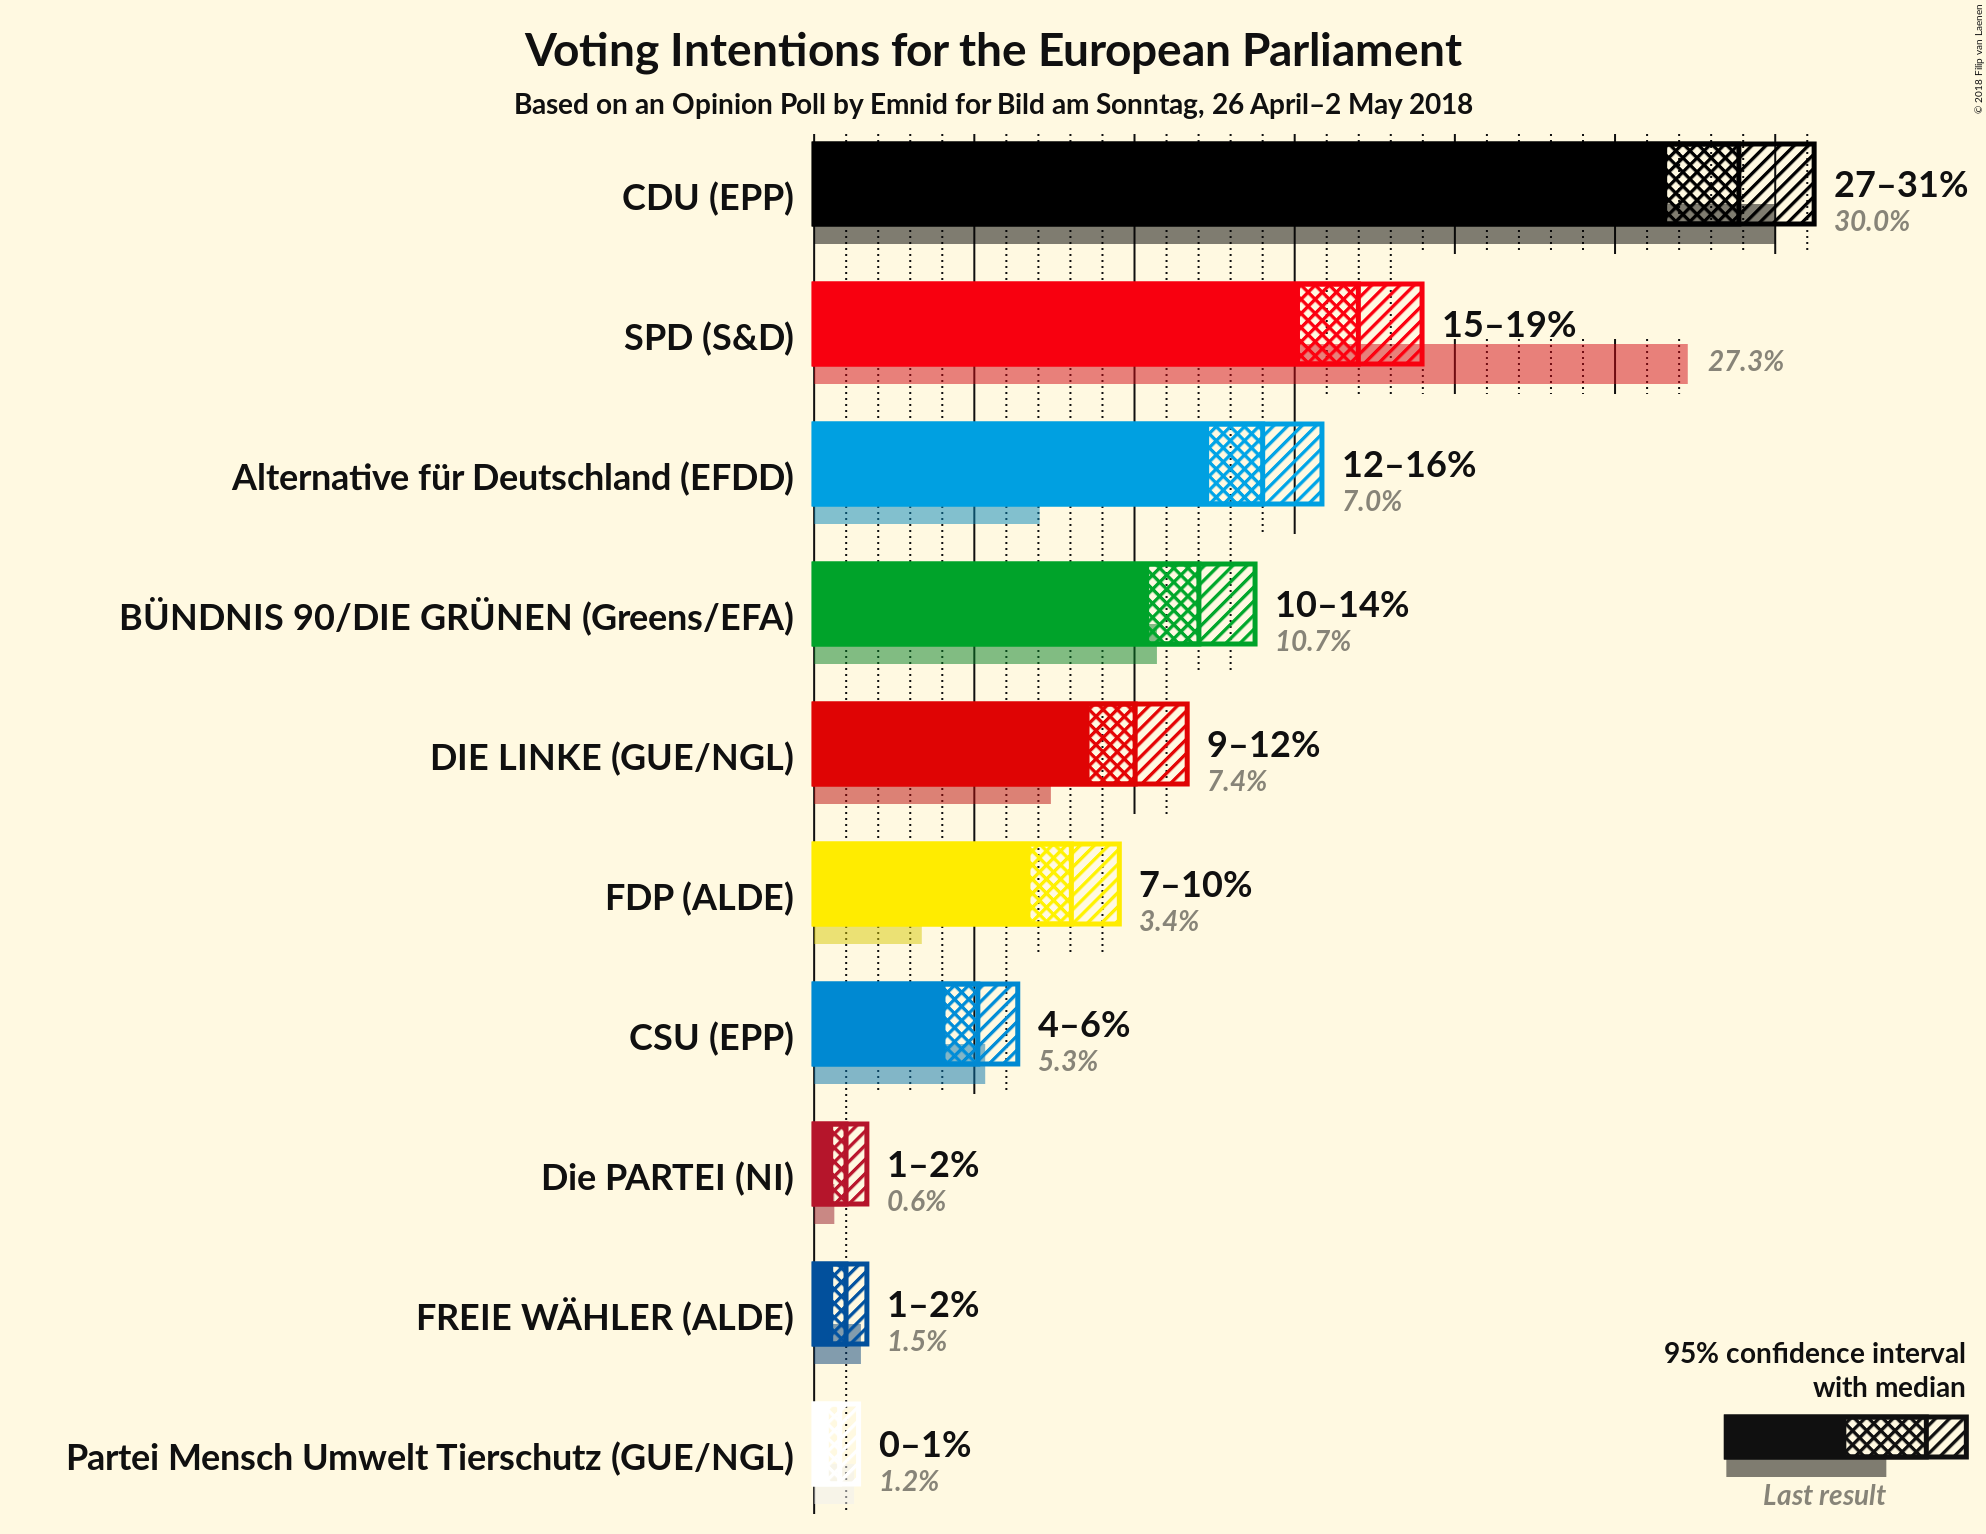 Voting Intentions for the European Parliament
Based on an Opinion Poll by Emnid for Bild am Sonntag, 26 April–2 May 2018
© 2018 Filip van Laenen
CDU (EPP)
27–31%
30.0%
SPD (S&D)
15–19%
27.3%
Alternative für Deutschland (EFDD)
12–16%
7.0%
BÜNDNIS 90/DIE GRÜNEN (Greens/EFA)
10–14%
10.7%
DIE LINKE (GUE/NGL)
9–12%
7.4%
FDP (ALDE)
7–10%
3.4%
CSU (EPP)
4–6%
5.3%
Die PARTEI (NI)
1–2%
0.6%
FREIE WÄHLER (ALDE)
1–2%
1.5%
Partei Mensch Umwelt Tierschutz (GUE/NGL)
0–1%
1.2%
95% confidence interval
with median
Last result